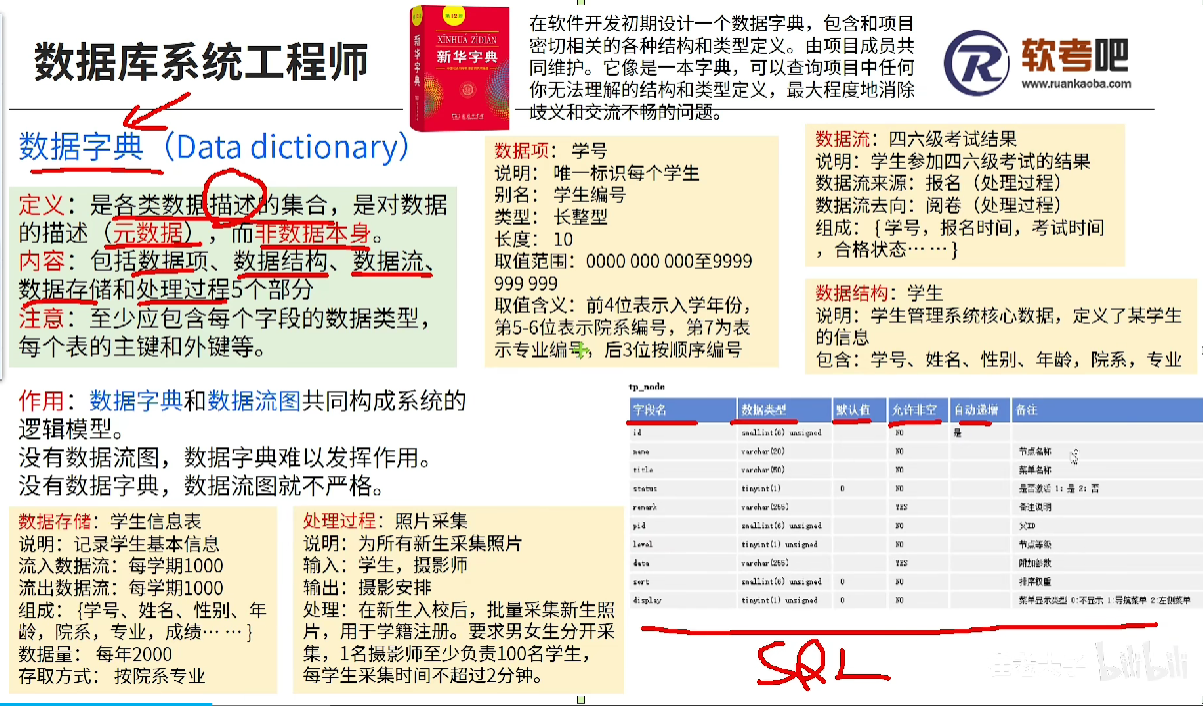 数据库系统工程师
XINHUA ZIDIAN
新华字典
在软件开发初期设计一个数据字典，包含和项目
密切相关的各种结构和类型定义。由项目成员共
同维护。它像是一本字典，可以查询项目中任何
你无法理解的结构和类型定义，最大程度地消除
歧义和交流不畅的问题。
软考吧
www.ruankaoba.com
数据字典（Data dictionary）
定义：是各类数据描述的集合，是对数据
的描述（元数据），而非数据本身。
内容：包括数据项、数据结构、数据流、
数据存储和处理过程5个部分
注意：至少应包含每个字段的数据类型，
每个表的主键和外键等。
数据项： 学号
说明： 唯一标识每个学生
别名： 学生编号
类型： 长整型
长度： 10
取值范围：0000 000 000至9999
999 999
取值含义：前4位表示入学年份，
第5-6位表示院系编号，第7为表
示专业编号，后3位按顺序编号
数据流：四六级考试结果
说明：学生参加四六级考试的结果
数据流来源：报名（处理过程）
数据流去向：阅卷（处理过程）
组成：{学号，报名时间，考试时间
，合格状态……}
数据结构：学生
说明：学生管理系统核心数据，定义了某学生
的信息
包含：学号、姓名、性别、年龄，院系，专业
作用：数据字典和数据流图共同构成系统的
逻辑模型。
没有数据流图，数据字典难以发挥作用。
没有数据字典，数据流图就不严格。
数据存储：学生信息表
说明：记录学生基本信息
流入数据流：每学期1000
流出数据流：每学期1000
组成：{学号、姓名、性别、年
龄，院系，专业，成绩……}
数据量： 每年2000
存取方式： 按院系专业
处理过程：照片采集
说明：为所有新生采集照片
输入：学生，摄影师
输出：摄影安排
处理：在新生入校后，批量采集新生照
片，用于学籍注册。要求男女生分开采
集，1名摄影师至少负责100名学生，
每学生采集时间不超过2分钟。
tp_node
字段名 数据类型 默认值 允许非空 自动递增 备注
id smallint(6) unsigned NO 是
name varchar(20) NO 节点名称
title varchar(50) NO 菜单名称
status tinyint(1) 0 NO 是否激活 1：是 2：否
remark varchar(255) YES 备注说明
pid smallint(6) unsigned NO 父ID
level tinyint(1) unsigned NO 节点等级
data varchar(255) YES 附加参数
sort smallint(6) unsigned 0 NO 排序权重
display tinyint(1) unsigned 0 NO 菜单显示类型 0:不显示 1:导航菜单 2:左侧菜单
SQL
bilibili